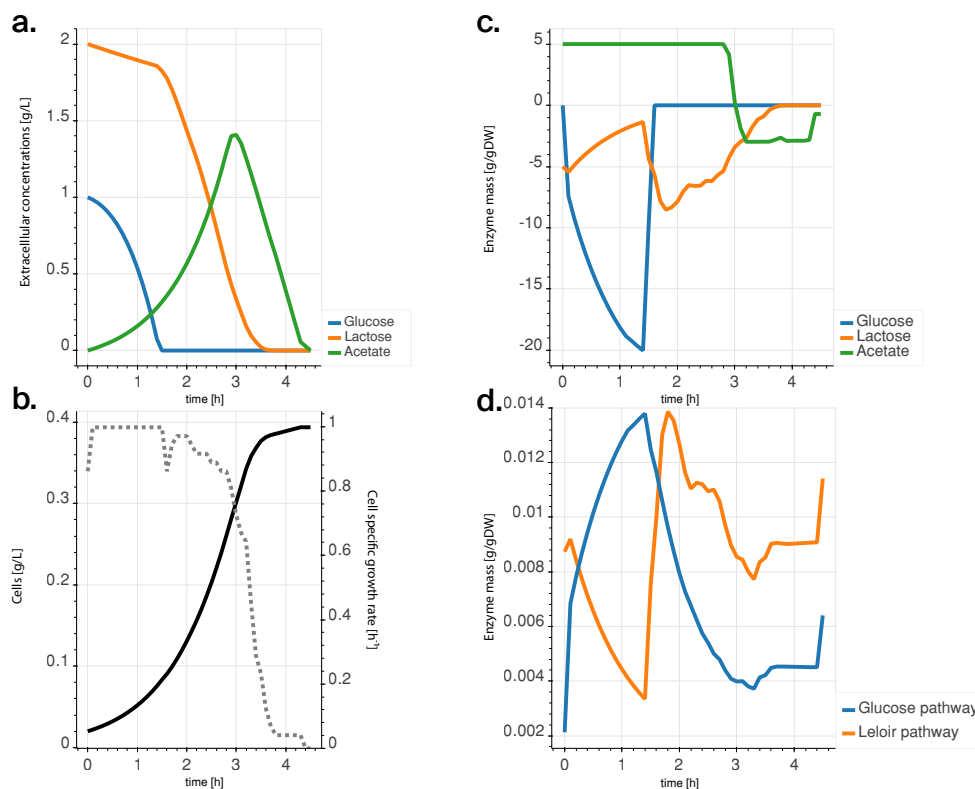 a.
2
1.5
1
0.5
0
Extracelllular concentrations [g/L]
0 1 2 3 4
time [h]
Glucose
Lactose
Acetate
c.
5
0
-5
-10
-15
-20
Enzyme mass [g/gDW]
0 1 2 3 4
time [h]
Glucose
Lactose
Acetate
b.
0.4
0.3
0.2
0.1
0
Cells [g/L]
1
0.8
0.6
0.4
0.2
0
Cell specific
growth rate [h⁻¹]
0 1 2 3 4
time [h]
d.
0.014
0.012
0.01
0.008
0.006
0.004
0.002
Enzyme mass [g/gDW]
0 1 2 3 4
time [h]
Glucose pathway
Leloir pathway